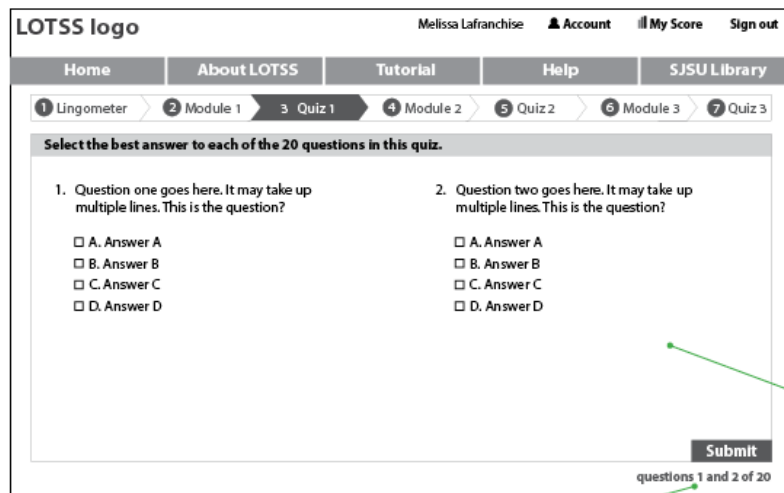 LOTSS logo
Melissa Lafranchise Account My Score Sign out
Home About LOTSS Tutorial Help SJSU Library
1 Lingometer 2 Module 1 3 Quiz 1 4 Module 2 5 Quiz 2 6 Module 3 7 Quiz 3
Select the best answer to each of the 20 questions in this quiz.
1. Question one goes here. It may take up
multiple lines. This is the question?
A. Answer A
B. Answer B
C. Answer C
D. Answer D
2. Question two goes here. It may take up
multiple lines. This is the question?
A. Answer A
B. Answer B
C. Answer C
D. Answer D
Submit
questions 1 and 2 of 20